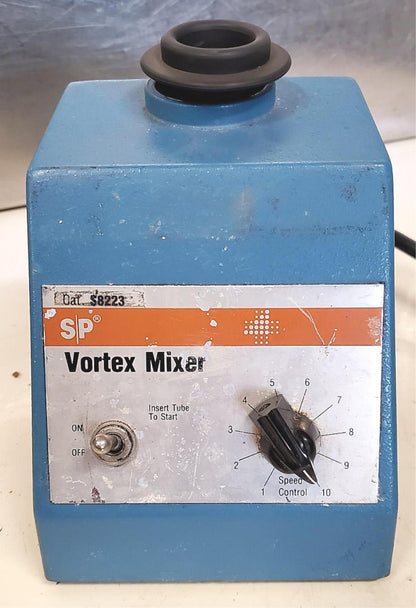 Cat. S8223
S|P®
Vortex Mixer
Insert Tube
To Start
ON
OFF
1
2
3
4
5
6
7
8
9
10
Speed
Control